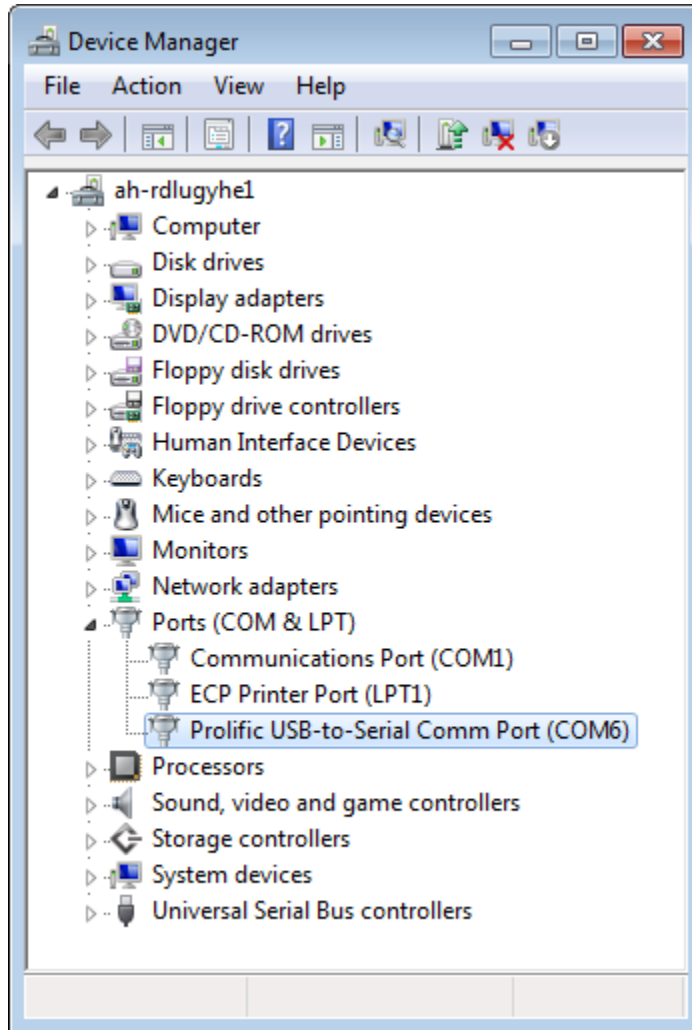 Device Manager
File Action View Help
ah-rdlugyhe1
Computer
Disk drives
Display adapters
DVD/CD-ROM drives
Floppy disk drives
Floppy drive controllers
Human Interface Devices
Keyboards
Mice and other pointing devices
Monitors
Network adapters
Ports (COM & LPT)
Communications Port (COM1)
ECP Printer Port (LPT1)
Prolific USB-to-Serial Comm Port (COM6)
Processors
Sound, video and game controllers
Storage controllers
System devices
Universal Serial Bus controllers